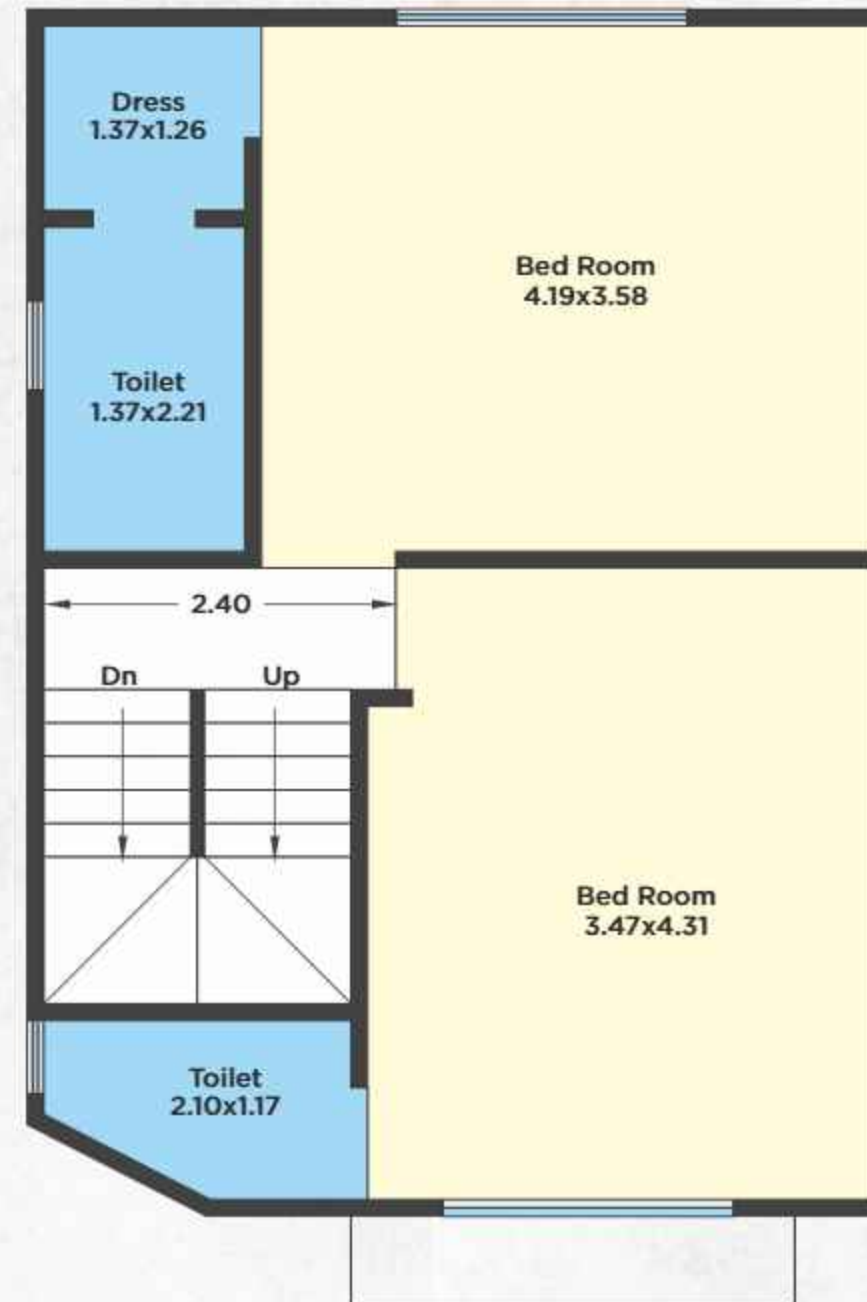 Dress
1.37x1.26
Bed Room
4.19x3.58
Toilet
1.37x2.21
2.40
Dn
Up
Bed Room
3.47x4.31
Toilet
2.10x1.17